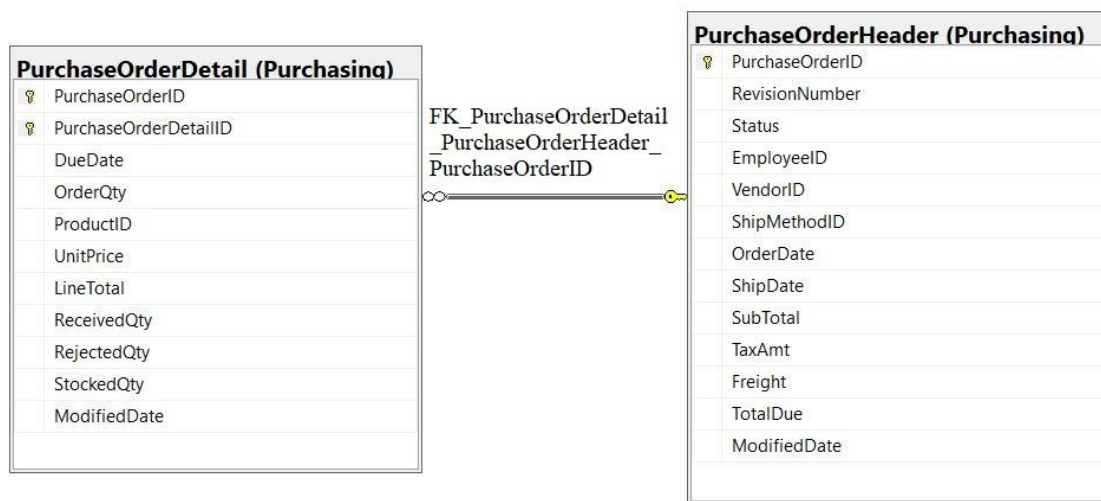 PurchaseOrderDetail (Purchasing)
PurchaseOrderID
PurchaseOrderDetailID
DueDate
OrderQty
ProductID
UnitPrice
LineTotal
ReceivedQty
RejectedQty
StockedQty
ModifiedDate
FK_PurchaseOrderDetail
_PurchaseOrderHeader_
PurchaseOrderID
PurchaseOrderHeader (Purchasing)
PurchaseOrderID
RevisionNumber
Status
EmployeeID
VendorID
ShipMethodID
OrderDate
ShipDate
SubTotal
TaxAmt
Freight
TotalDue
ModifiedDate